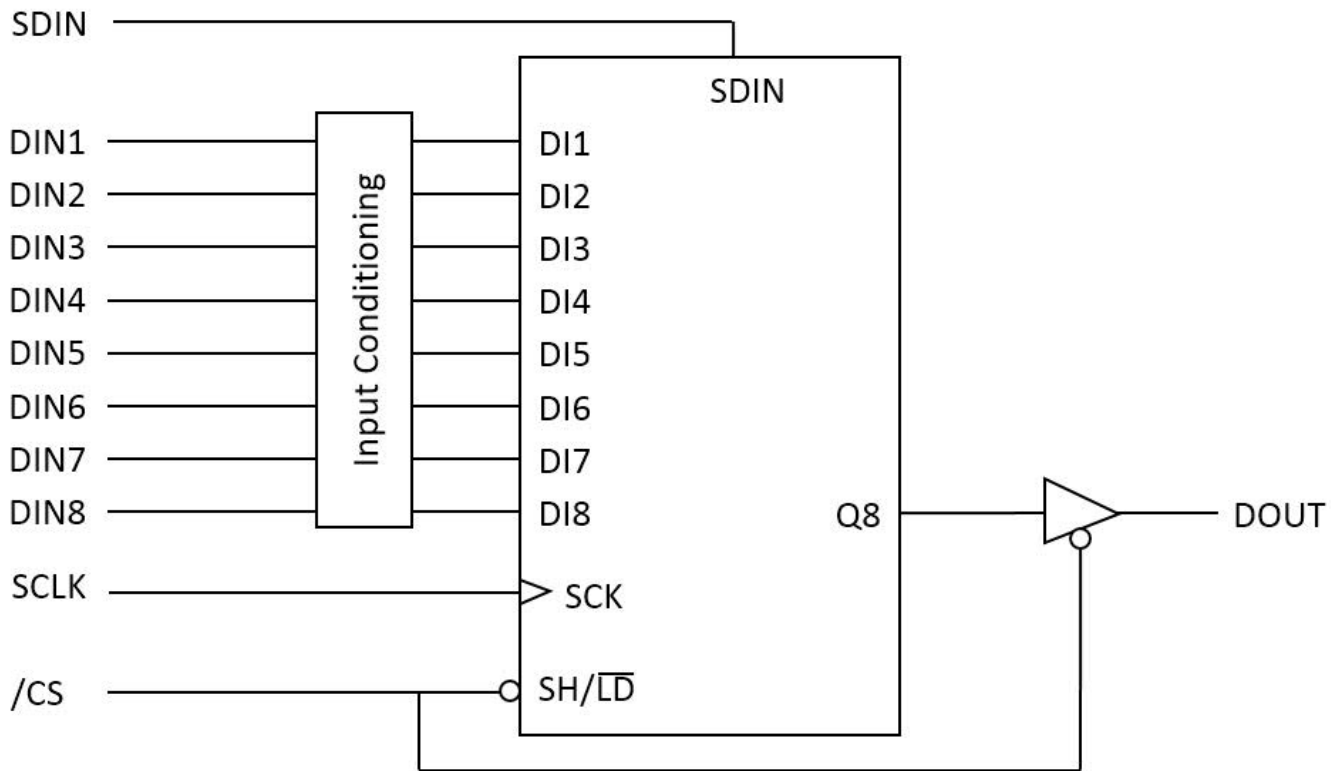 SDIN
SDIN
DIN1
DI1
DIN2
DI2
DIN3
DI3
DIN4
DI4
DIN5
DI5
DIN6
DI6
DIN7
DI7
DIN8
DI8
Input Conditioning
Q8
DOUT
SCLK
SCK
/CS
SH/L̅D̅